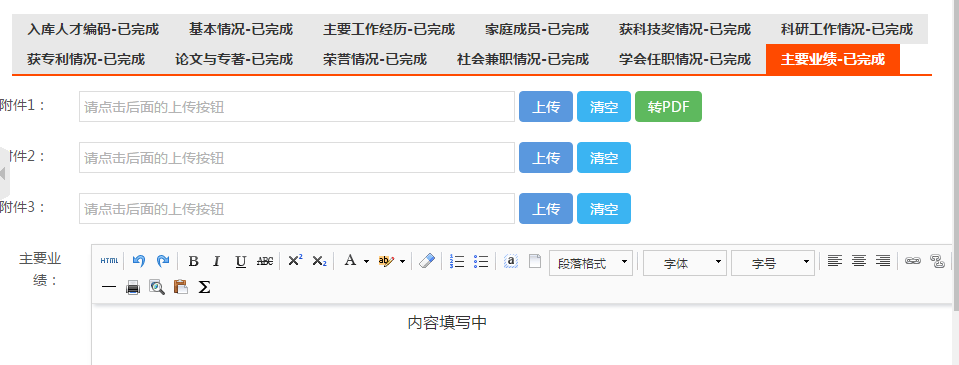 入库人才编码-已完成 基本情况-已完成 主要工作经历-已完成 家庭成员-已完成 获科技奖情况-已完成 科研工作情况-已完成
获专利情况-已完成 论文与专著-已完成 荣誉情况-已完成 社会兼职情况-已完成 学会任职情况-已完成 主要业绩-已完成
附件1： 请点击后面的上传按钮 上传 清空 转PDF
附件2： 请点击后面的上传按钮 上传 清空
附件3： 请点击后面的上传按钮 上传 清空
主要业
绩：
HTML B I U ABC X² X₂ A ab a 段落格式 字体 字号
Σ
内容填写中